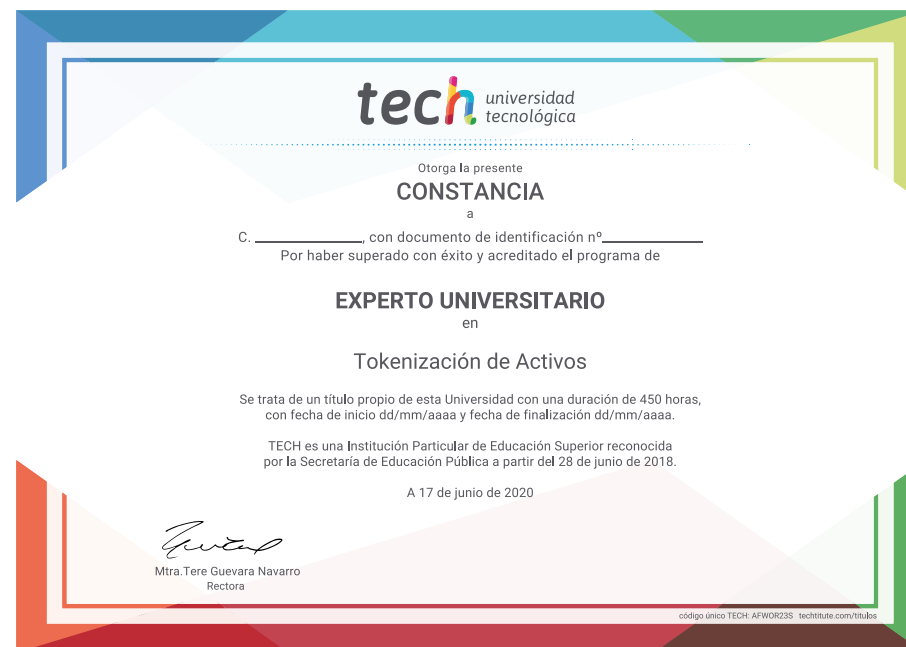 tech universidad
tecnológica
Otorga la presente
CONSTANCIA
a
C. ____________, con documento de identificación nº____________
Por haber superado con éxito y acreditado el programa de
EXPERTO UNIVERSITARIO
en
Tokenización de Activos
Se trata de un título propio de esta Universidad con una duración de 450 horas,
con fecha de inicio dd/mm/aaaa y fecha de finalización dd/mm/aaaa.
TECH es una Institución Particular de Educación Superior reconocida
por la Secretaría de Educación Pública a partir del 28 de junio de 2018.
A 17 de junio de 2020
Mtra.Tere Guevara Navarro
Rectora
código único TECH: AFWOR23S techtitute.com/titulos